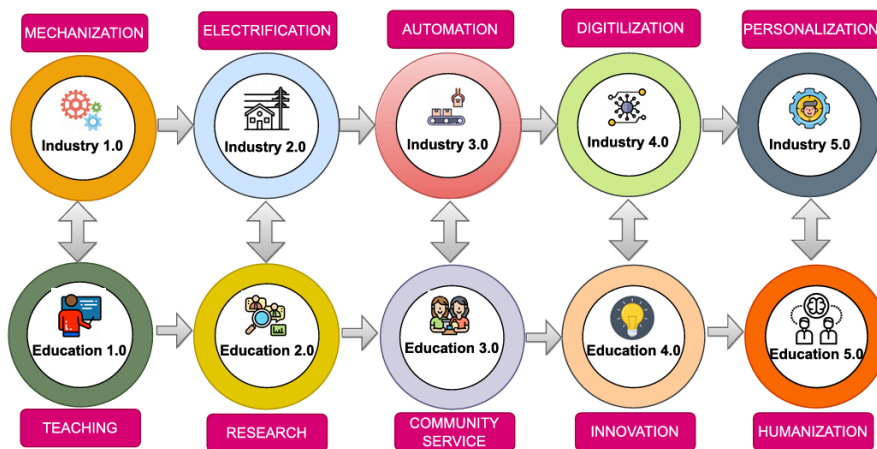 MECHANIZATION
ELECTRIFICATION
AUTOMATION
DIGITILIZATION
PERSONALIZATION
Industry 1.0
Industry 2.0
Industry 3.0
Industry 4.0
Industry 5.0
Education 1.0
Education 2.0
Education 3.0
Education 4.0
Education 5.0
TEACHING
RESEARCH
COMMUNITY
SERVICE
INNOVATION
HUMANIZATION